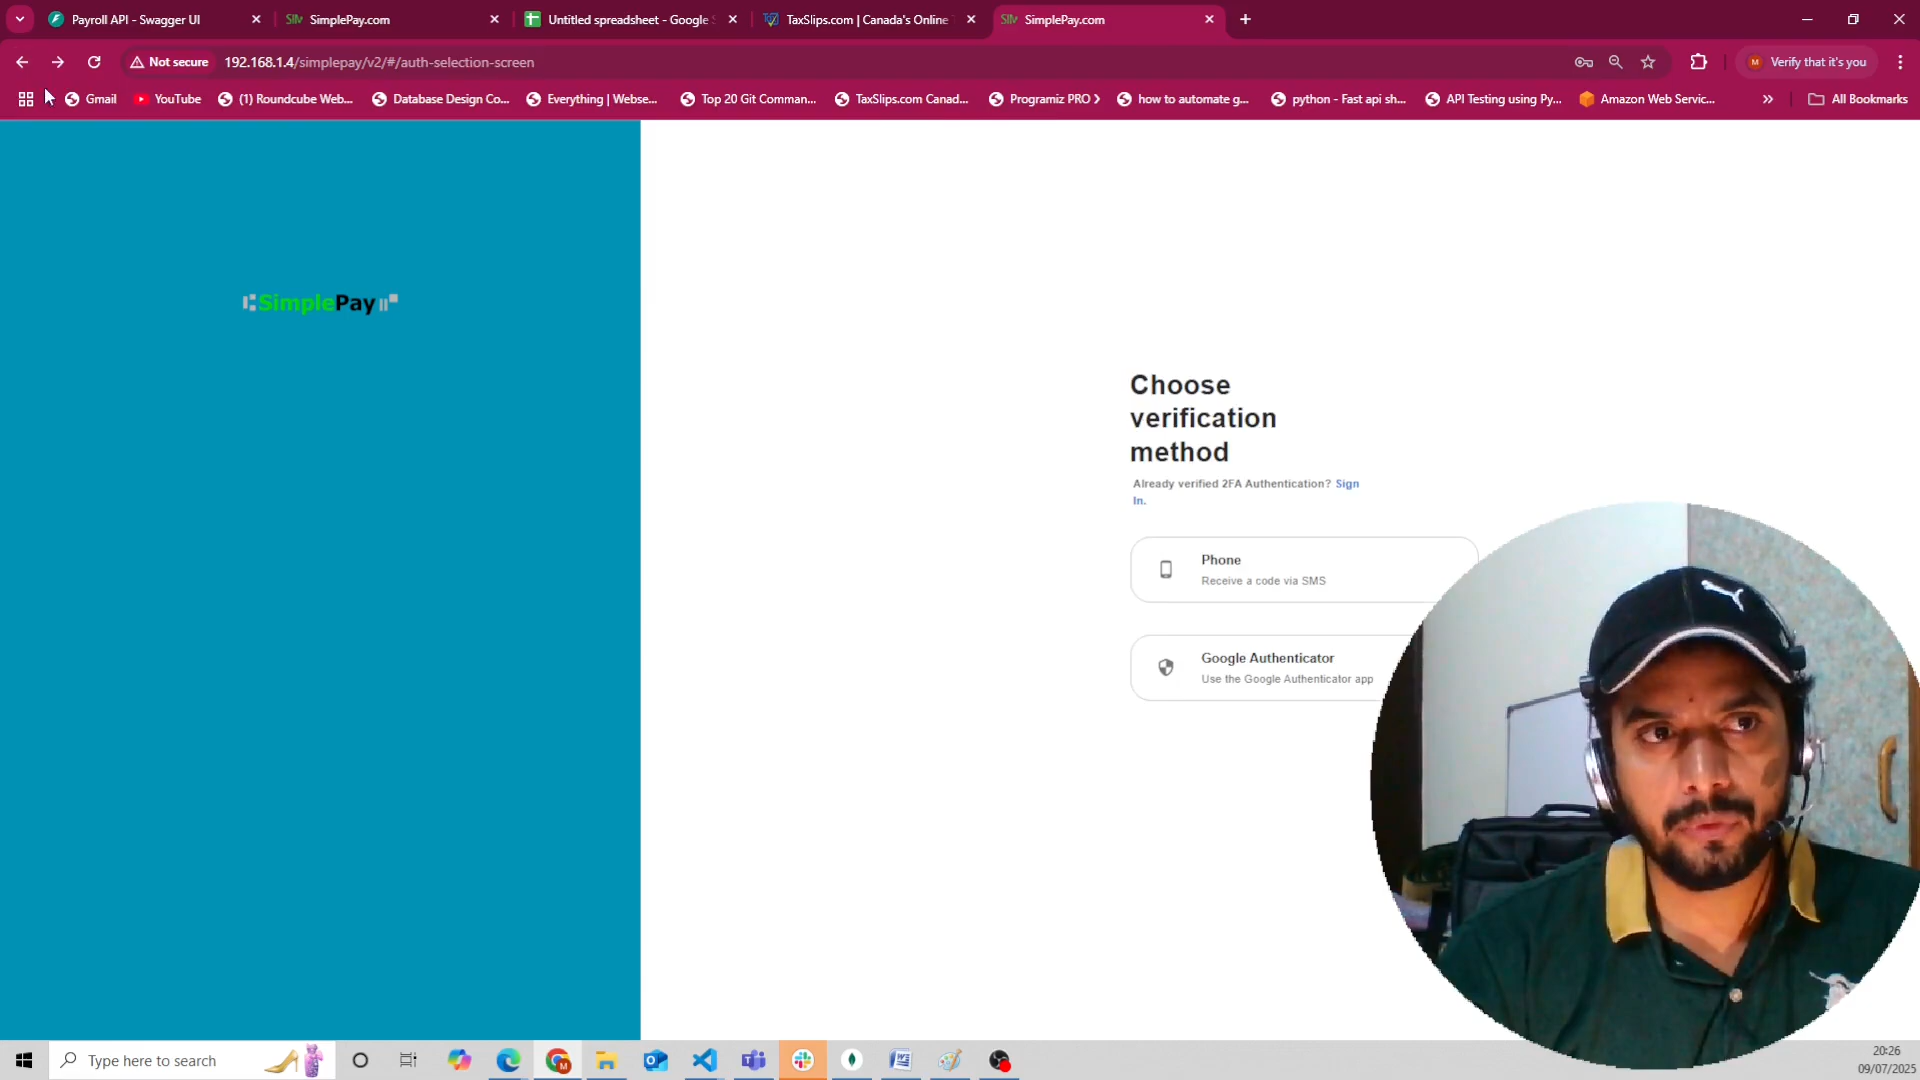 Payroll API - Swagger UI
SimplePay.com
Untitled spreadsheet - Google S
TaxSlips.com | Canada's Online T
SimplePay.com
Not secure
192.168.1.4/simplepay/v2/#/auth-selection-screen
Verify that it's you
Gmail
YouTube
(1) Roundcube Web...
Database Design Co...
Everything | Webse...
Top 20 Git Comman...
TaxSlips.com Canad...
Programiz PRO
how to automate g...
python - Fast api sh...
API Testing using Py...
Amazon Web Servic...
All Bookmarks
SimplePay
Choose
verification
method
Already verified 2FA Authentication? Sign
In.
Phone
Receive a code via SMS
Google Authenticator
Use the Google Authenticator app
Type here to search
20:26
09/07/2025